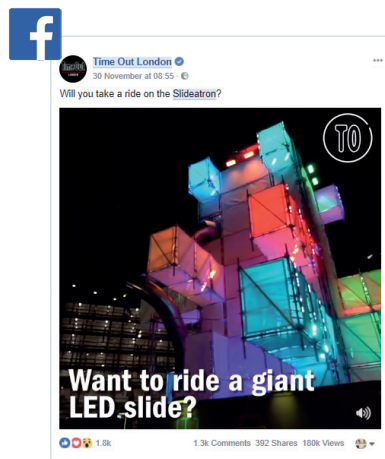 f
Time Out London
30 November at 08:55
Will you take a ride on the Slideatron?
TO
Want to ride a giant
LED slide?
1.8k
1.3k Comments 392 Shares 180k Views